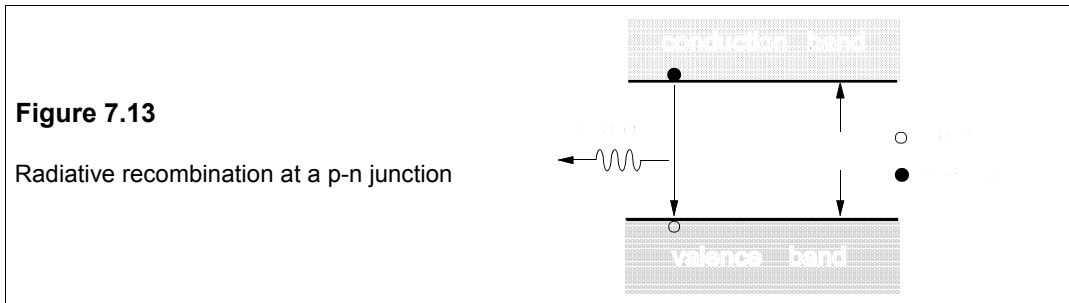 conduction band
Figure 7.13
Radiative recombination at a p-n junction
valence band